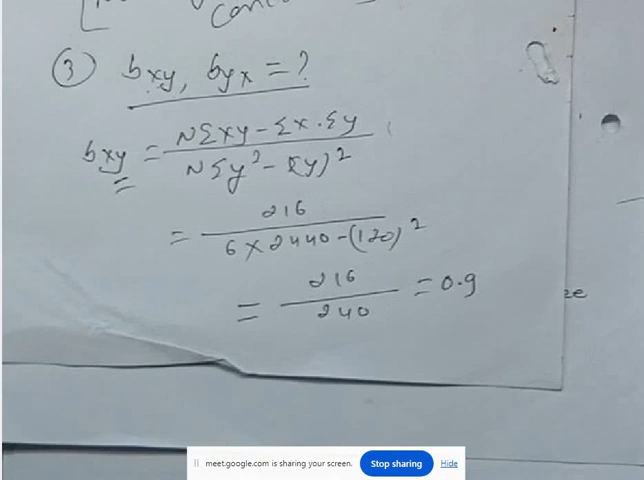 ③ bxy, byx = ?
bxy = NΣxy - Σx.Σy / NΣy² - (Σy)²
= 216 / 6 × 2440 - (120)²
= 216 / 240 = 0.9
meet.google.com is sharing your screen. Stop sharing Hide